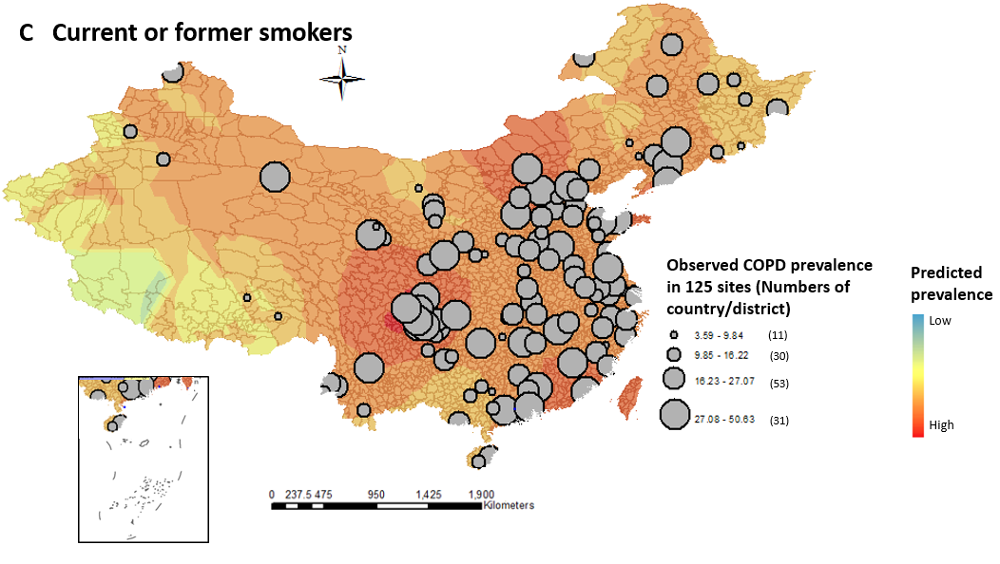 C Current or former smokers
N
Observed COPD prevalence
in 125 sites (Numbers of
country/district)
3.59 - 9.84 (11)
9.85 - 16.22 (30)
16.23 - 27.07 (53)
27.08 - 50.63 (31)
Predicted
prevalence
Low
High
0 237.5 475 950 1,425 1,900
Kilometers